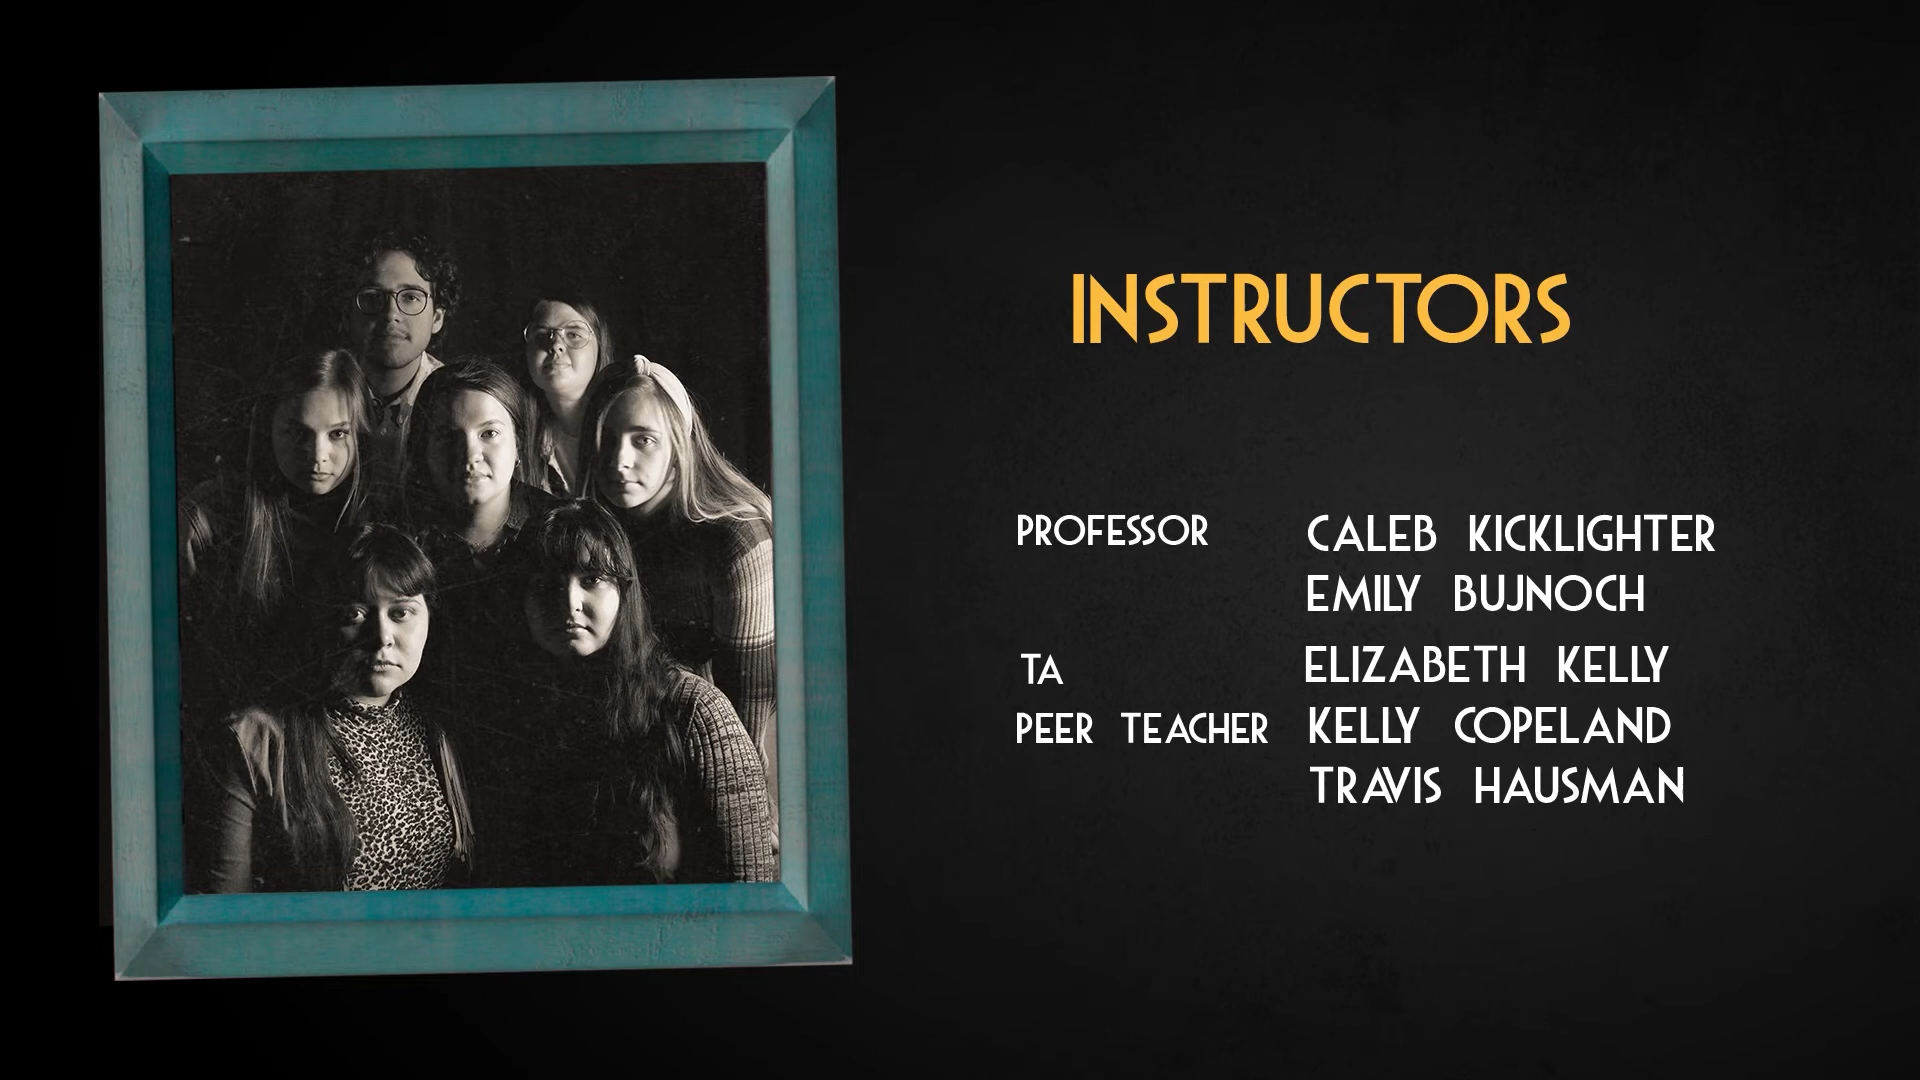 INSTRUCTORS
PROFESSOR CALEB KICKLIGHTER
EMILY BUJNOCH
TA ELIZABETH KELLY
PEER TEACHER KELLY COPELAND
TRAVIS HAUSMAN